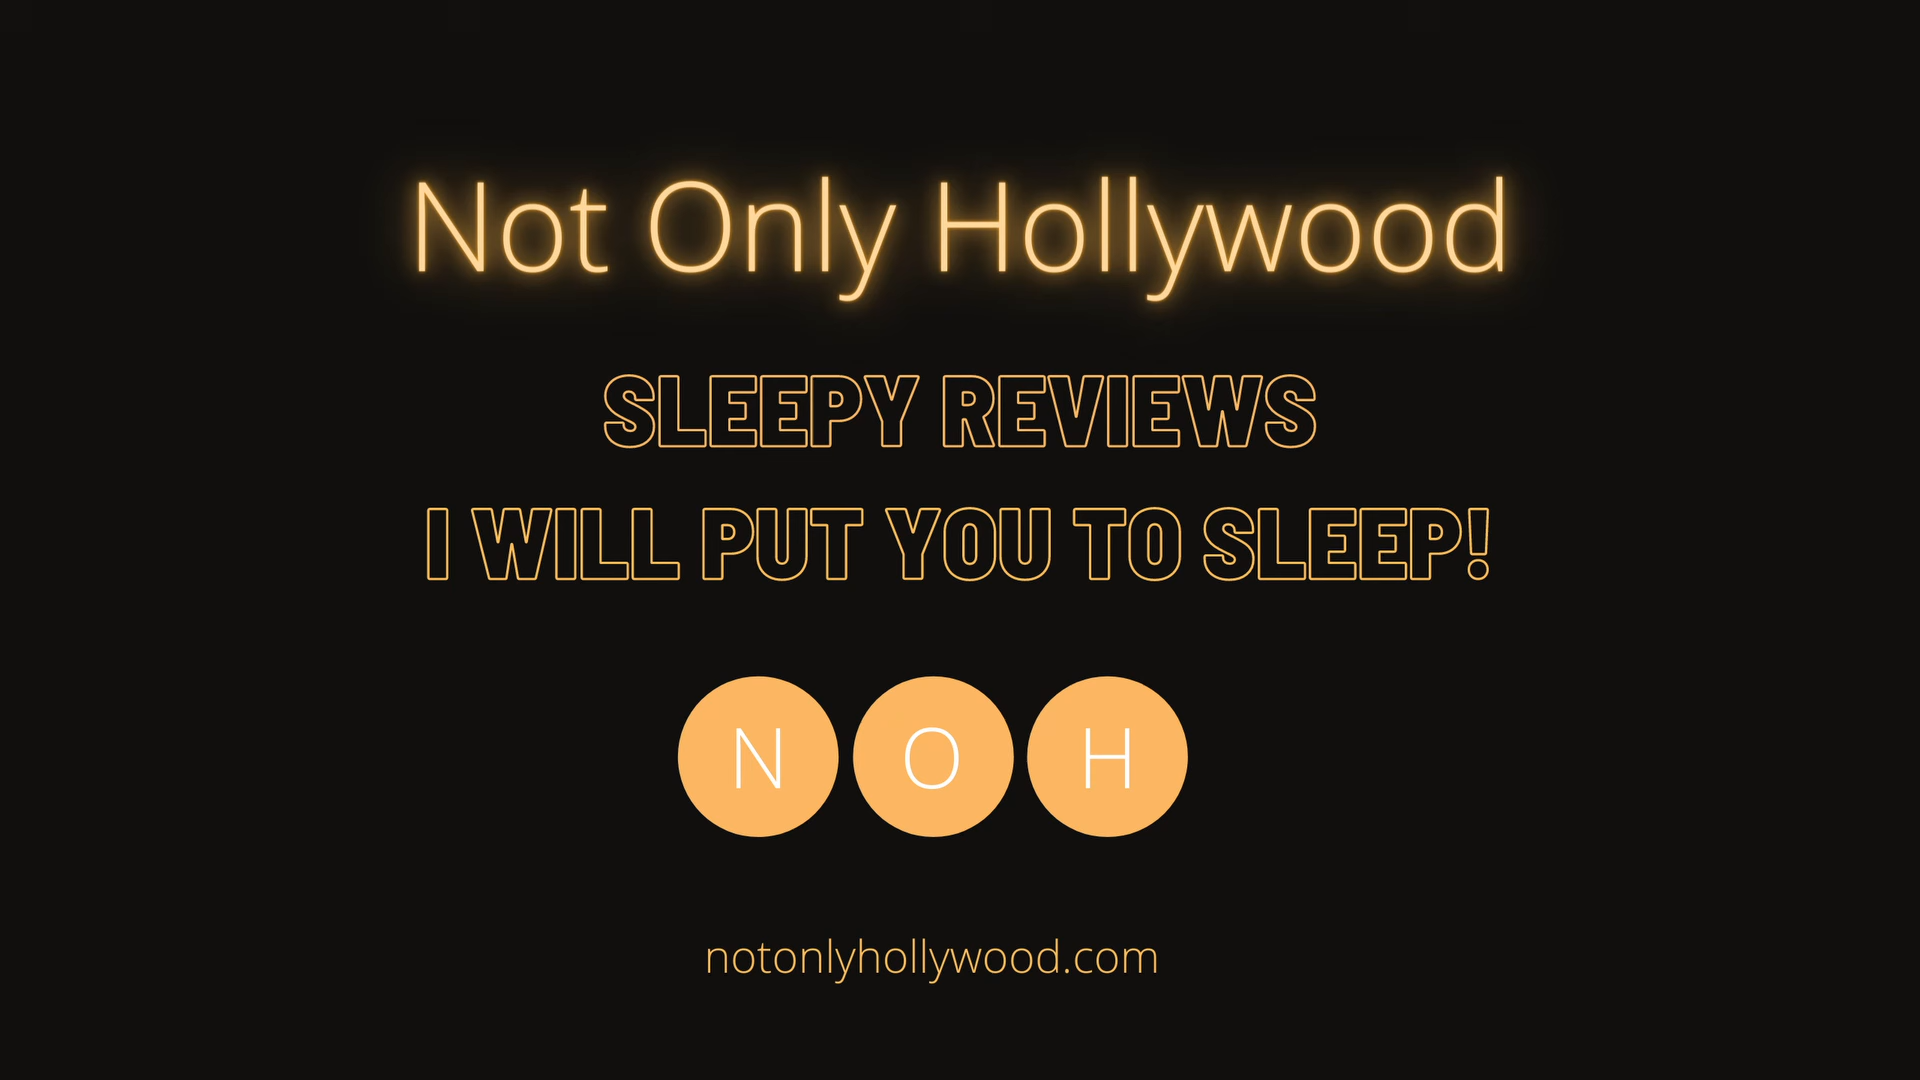 Not Only Hollywood
SLEEPY REVIEWS
I WILL PUT YOU TO SLEEP!
N O H
notonlyhollywood.com